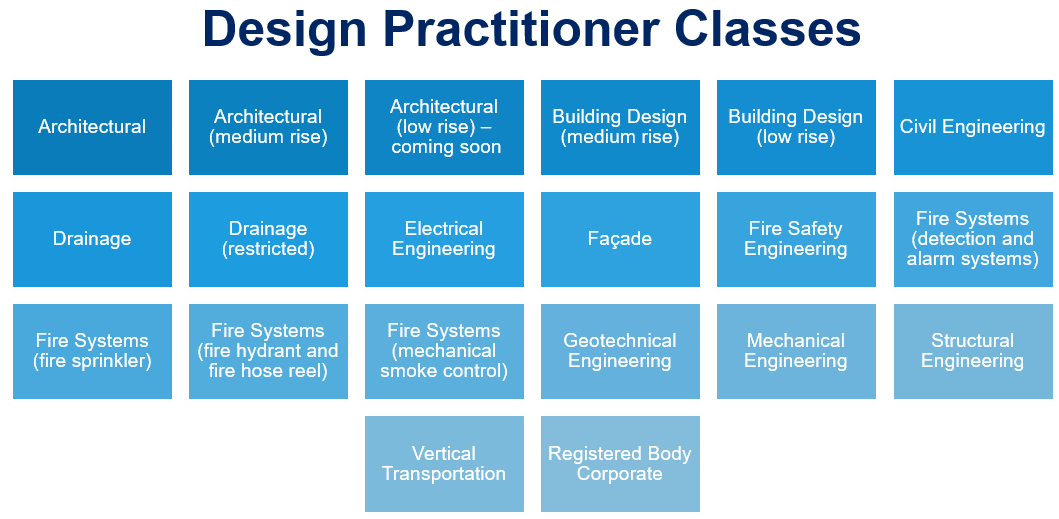 Design Practitioner Classes
Architectural
Architectural
(medium rise)
Architectural
(low rise) –
coming soon
Building Design
(medium rise)
Building Design
(low rise)
Civil Engineering
Drainage
Drainage
(restricted)
Electrical
Engineering
Façade
Fire Safety
Engineering
Fire Systems
(detection and
alarm systems)
Fire Systems
(fire sprinkler)
Fire Systems
(fire hydrant and
fire hose reel)
Fire Systems
(mechanical
smoke control)
Geotechnical
Engineering
Mechanical
Engineering
Structural
Engineering
Vertical
Transportation
Registered Body
Corporate